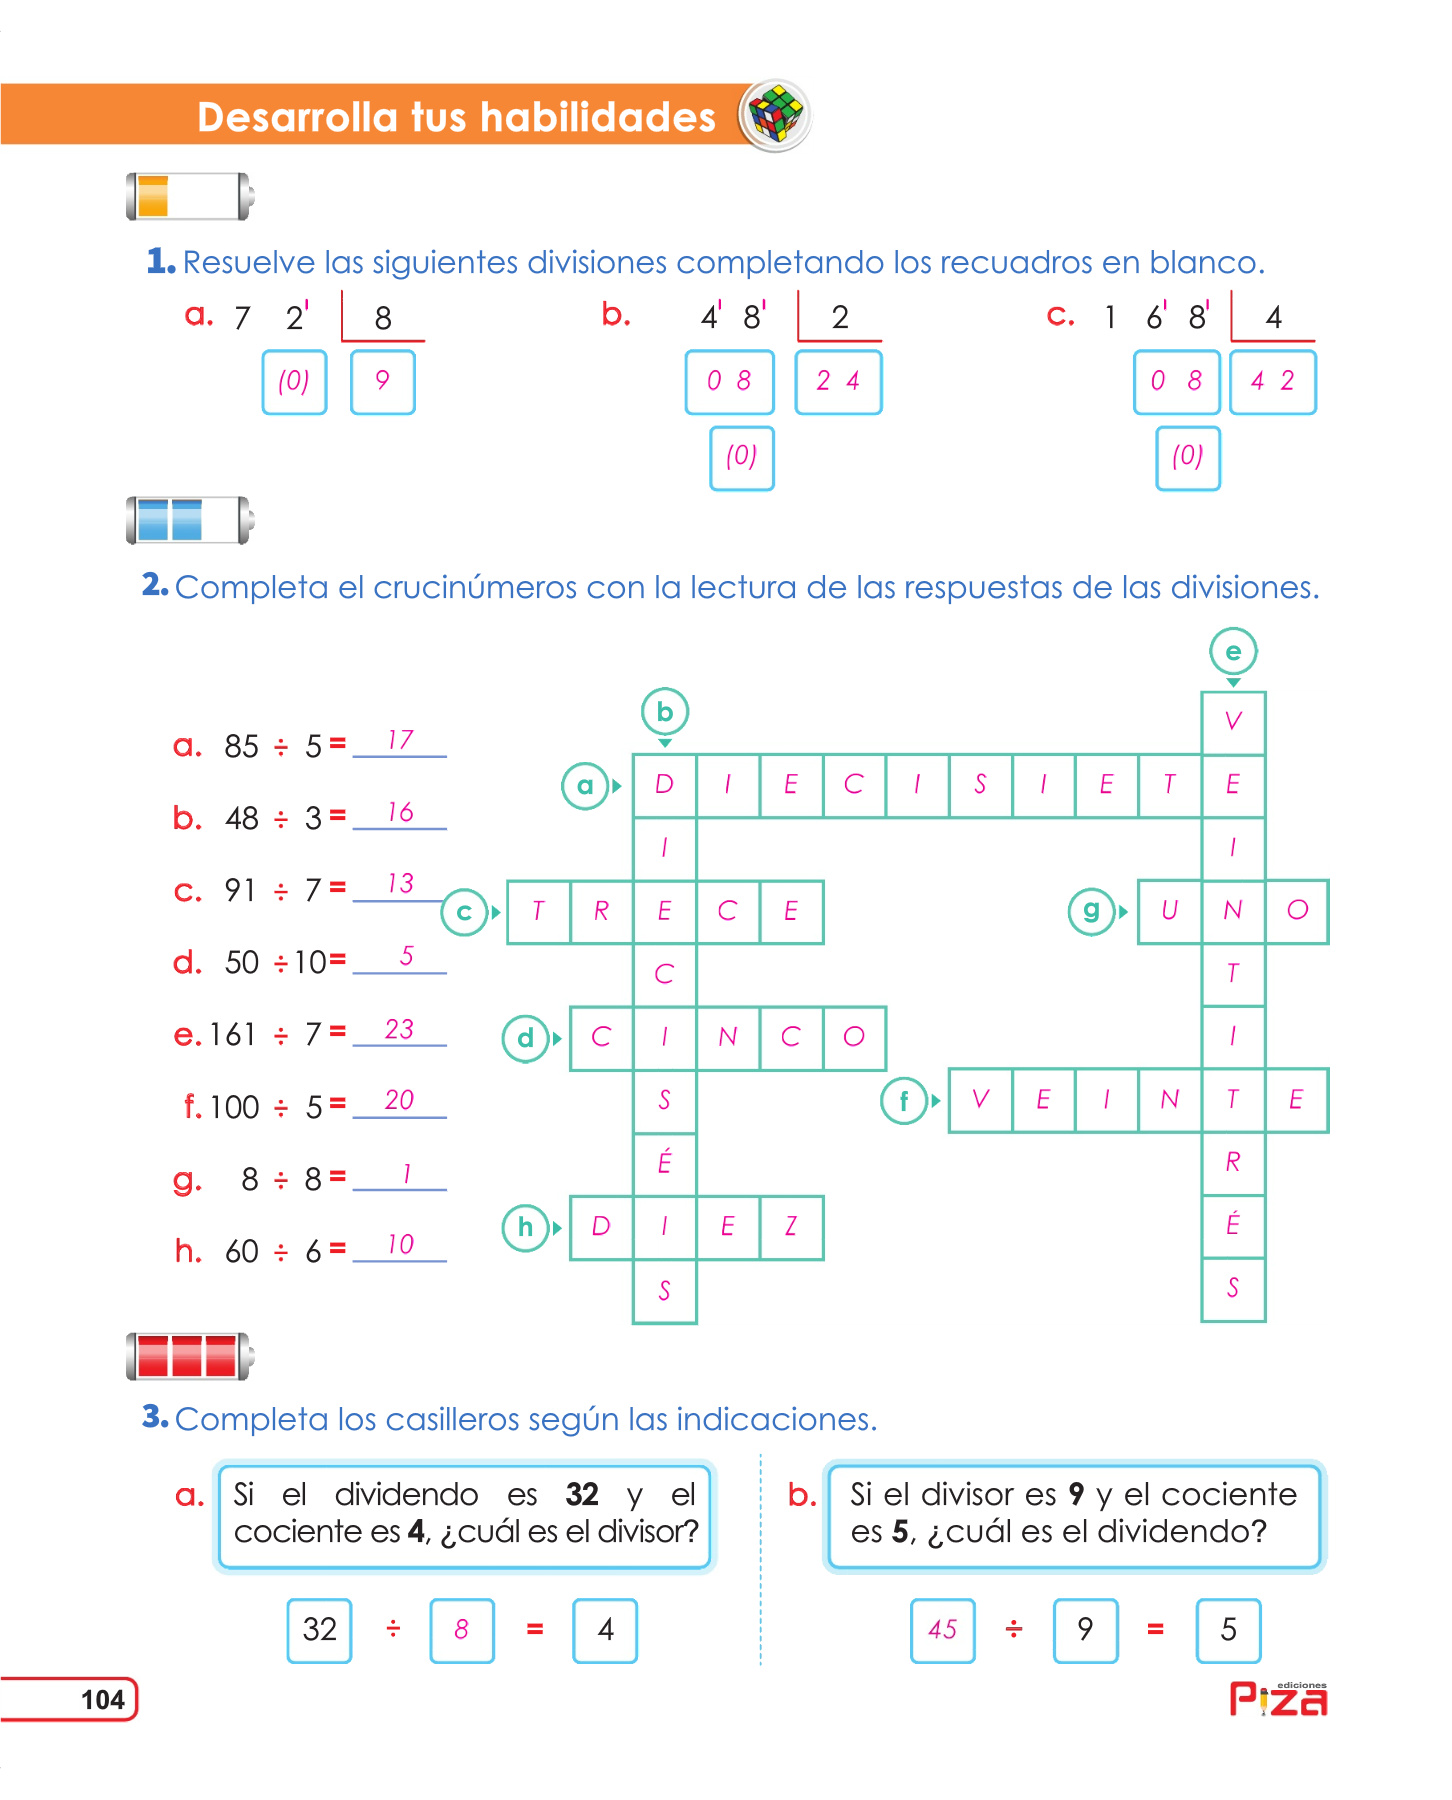 Desarrolla tus habilidades
1. Resuelve las siguientes divisiones completando los recuadros en blanco.
a. 7 2' 8
(0) 9
b. 4' 8' 2
0 8 2 4
(0)
c. 1 6' 8' 4
0 8 4 2
(0)
2. Completa el crucinúmeros con la lectura de las respuestas de las divisiones.
a. 85 ÷ 5 = 17
b. 48 ÷ 3 = 16
c. 91 ÷ 7 = 13
d. 50 ÷ 10 = 5
e. 161 ÷ 7 = 23
f. 100 ÷ 5 = 20
g. 8 ÷ 8 = 1
h. 60 ÷ 6 = 10
e
V
b
a D I E C I S I E T E
I I
c T R E C E g U N O
C T
d C I N C O I
S f V E I N T E
É R
h D I E Z É
S S
3. Completa los casilleros según las indicaciones.
a. Si el dividendo es 32 y el
cociente es 4, ¿cuál es el divisor?
32 ÷ 8 = 4
b. Si el divisor es 9 y el cociente
es 5, ¿cuál es el dividendo?
45 ÷ 9 = 5
104
ediciones
Piza